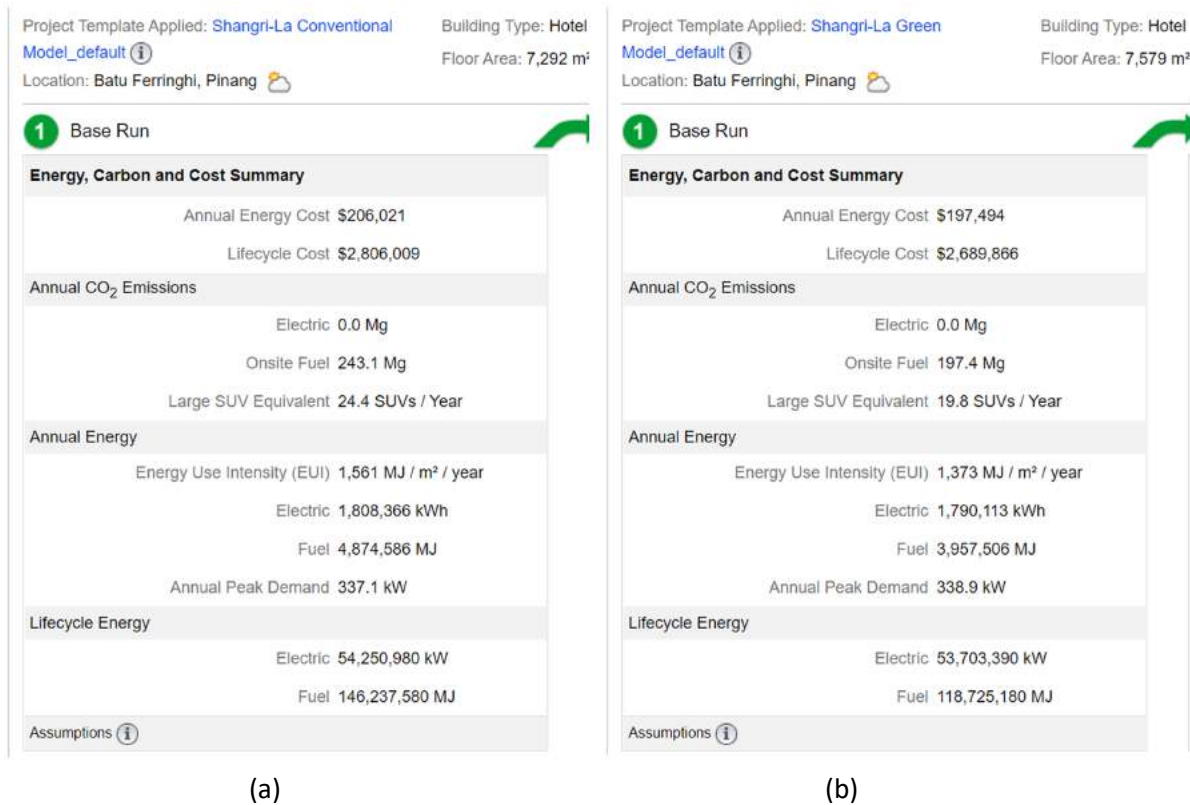 Project Template Applied: Shangri-La Conventional
Model_default
Location: Batu Ferringhi, Pinang
Building Type: Hotel
Floor Area: 7,292 m²
1 Base Run
Energy, Carbon and Cost Summary
Annual Energy Cost $206,021
Lifecycle Cost $2,806,009
Annual CO2 Emissions
Electric 0.0 Mg
Onsite Fuel 243.1 Mg
Large SUV Equivalent 24.4 SUVs / Year
Annual Energy
Energy Use Intensity (EUI) 1,561 MJ / m² / year
Electric 1,808,366 kWh
Fuel 4,874,586 MJ
Annual Peak Demand 337.1 kW
Lifecycle Energy
Electric 54,250,980 kW
Fuel 146,237,580 MJ
Assumptions
(a)
Project Template Applied: Shangri-La Green
Model_default
Location: Batu Ferringhi, Pinang
Building Type: Hotel
Floor Area: 7,579 m²
1 Base Run
Energy, Carbon and Cost Summary
Annual Energy Cost $197,494
Lifecycle Cost $2,689,866
Annual CO2 Emissions
Electric 0.0 Mg
Onsite Fuel 197.4 Mg
Large SUV Equivalent 19.8 SUVs / Year
Annual Energy
Energy Use Intensity (EUI) 1,373 MJ / m² / year
Electric 1,790,113 kWh
Fuel 3,957,506 MJ
Annual Peak Demand 338.9 kW
Lifecycle Energy
Electric 53,703,390 kW
Fuel 118,725,180 MJ
Assumptions
(b)